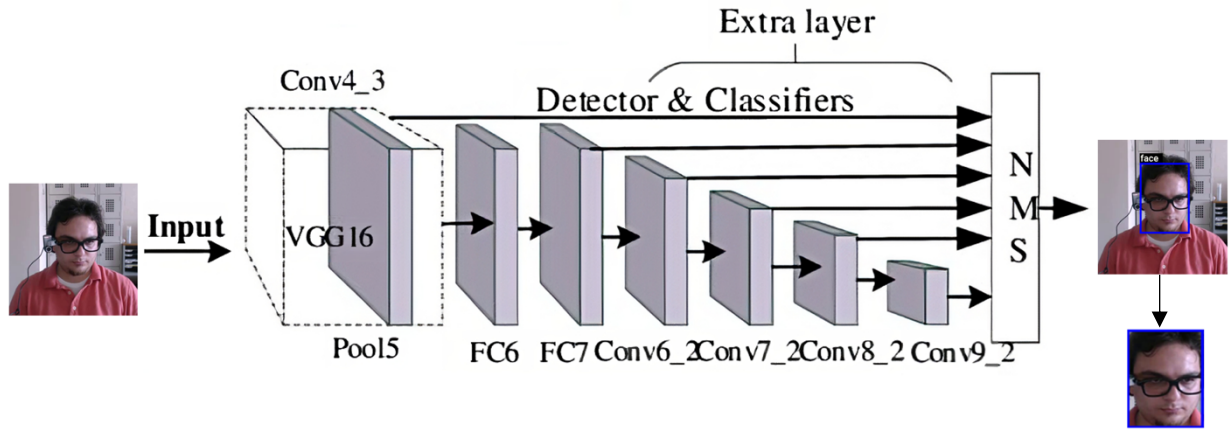 Extra layer
Conv4_3
Detector & Classifiers
Input
VGG16
Pool5
FC6
FC7
Conv6_2
Conv7_2
Conv8_2
Conv9_2
N
M
S
face